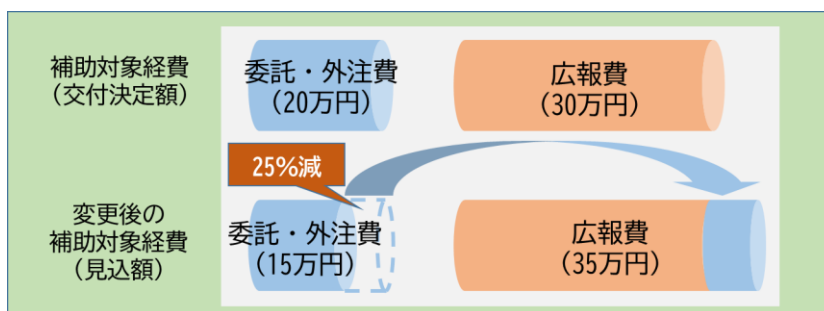 補助対象経費
（交付決定額）
委託・外注費
（20万円）
広報費
（30万円）
25％減
変更後の
補助対象経費
（見込額）
委託・外注費
（15万円）
広報費
（35万円）